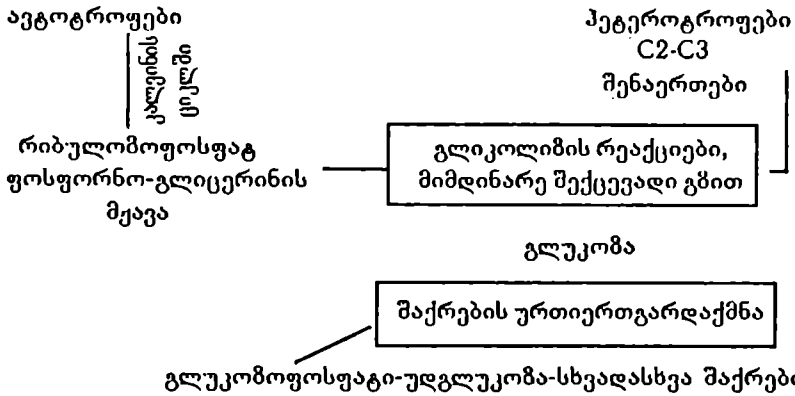 ავტოტროფები
კალვინის
ციკლში
რიბულოზოფოსფატ
ფოსფორნო-გლიცერინის
მჟავა
ჰეტეროტროფები
C2-C3
შენაერთები
გლიკოლიზის რეაქციები,
მიმდინარე შექცევადი გზით
გლუკოზა
შაქრების ურთიერთგარდაქმნა
გლუკოზოფოსფატი-უდგლუკოზა-სხვადასხვა შაქრები